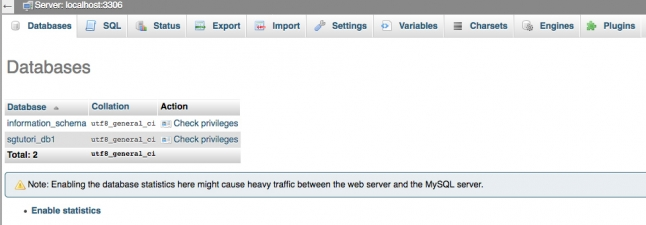 Server: localhost:3306
Databases SQL Status Export Import Settings Variables Charsets Engines Plugins
Databases
Database Collation Action
information_schema utf8_general_ci Check privileges
sgtutori_db1 utf8_general_ci Check privileges
Total: 2 utf8_general_ci
Note: Enabling the database statistics here might cause heavy traffic between the web server and the MySQL server.
Enable statistics